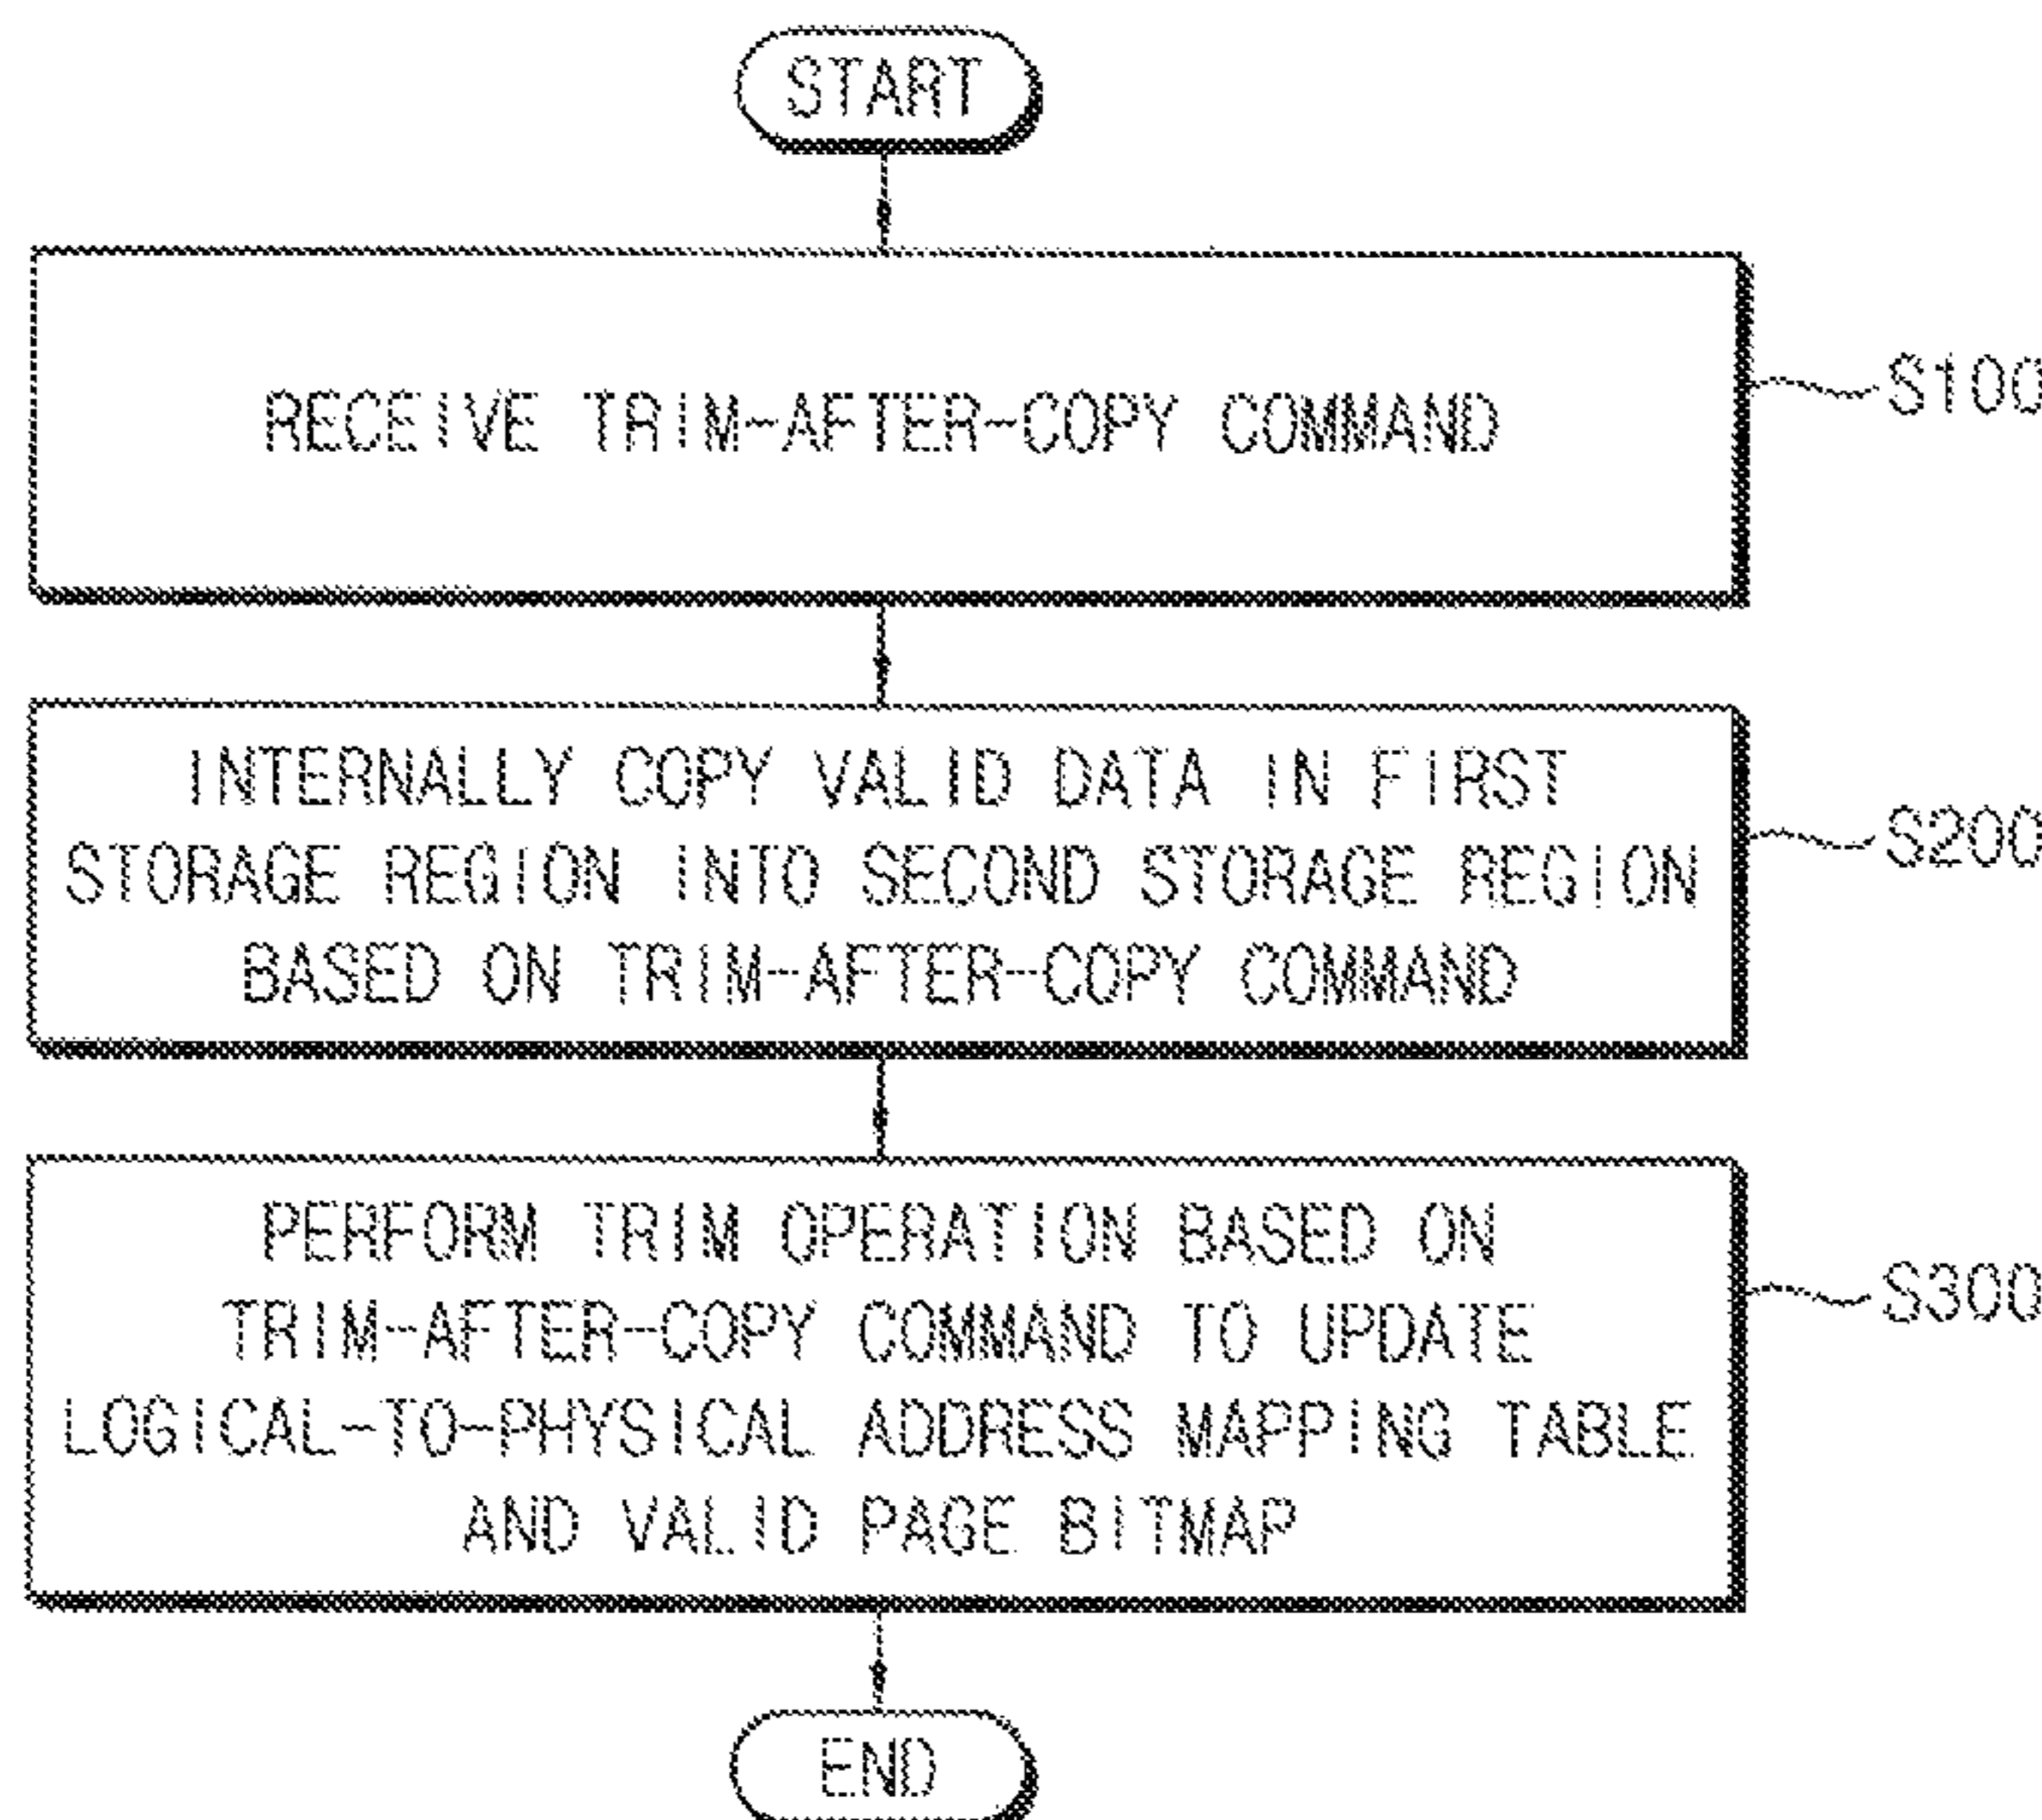 START
RECEIVE TRIM-AFTER-COPY COMMAND
S100
INTERNALLY COPY VALID DATA IN FIRST
STORAGE REGION INTO SECOND STORAGE REGION
BASED ON TRIM-AFTER-COPY COMMAND
S200
PERFORM TRIM OPERATION BASED ON
TRIM-AFTER-COPY COMMAND TO UPDATE
LOGICAL-TO-PHYSICAL ADDRESS MAPPING TABLE
AND VALID PAGE BITMAP
S300
END